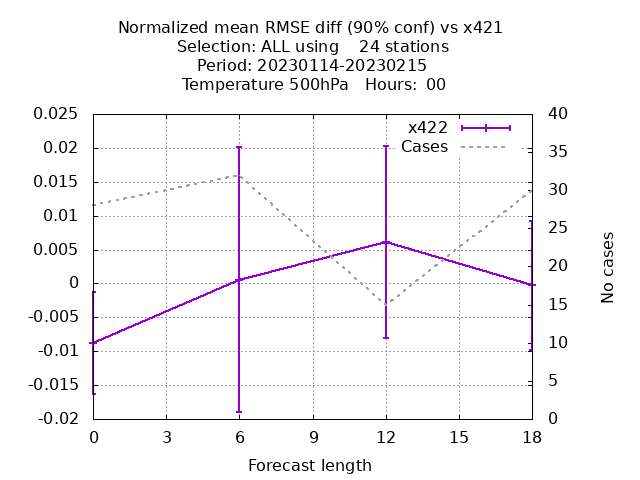 Normalized mean RMSE diff (90% conf) vs x421
Selection: ALL using    24 stations
Period: 20230114-20230215
Temperature 500hPa   Hours:  00
0.025
0.02
0.015
0.01
0.005
0
-0.005
-0.01
-0.015
-0.02
x422
Cases
40
35
30
25
20
15
10
5
0
No cases
0 3 6 9 12 15 18
Forecast length